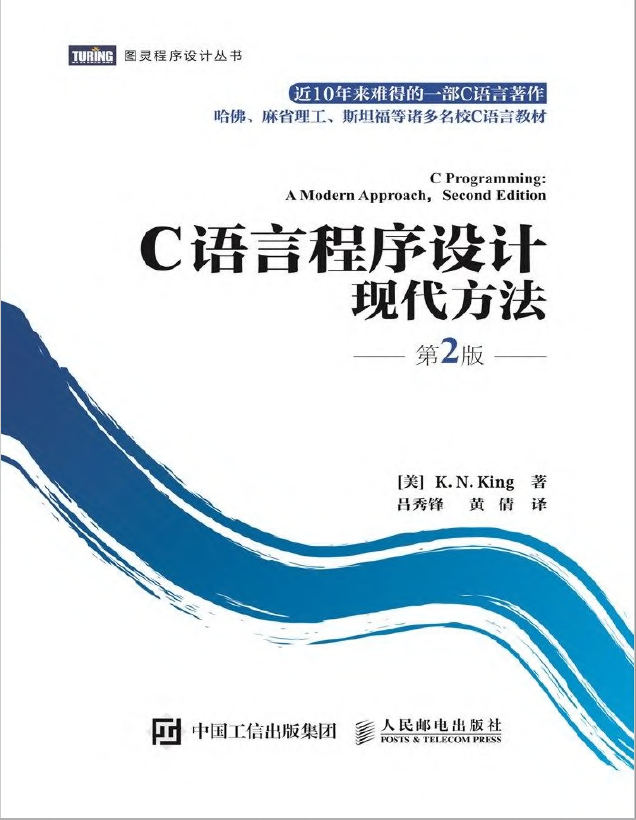 TURING 图灵程序设计丛书
近10年来难得的一部C语言著作
哈佛、麻省理工、斯坦福等诸多名校C语言教材
C Programming:
A Modern Approach, Second Edition
C语言程序设计
现代方法
第2版
[美] K. N. King 著
吕秀锋 黄倩 译
中国工信出版集团 人民邮电出版社
POSTS & TELECOM PRESS